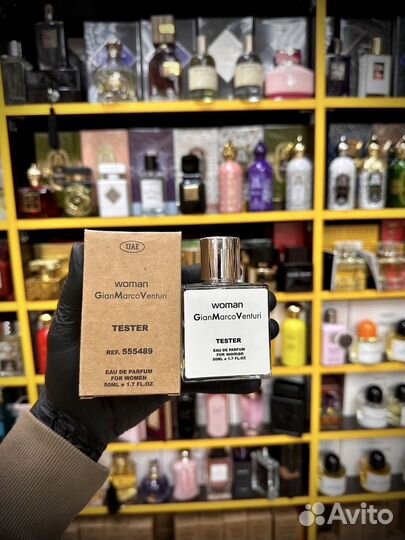 UAE
woman
GianMarcoVenturi
TESTER
REF. 555489
EAU DE PARFUM
FOR WOMEN
50ML e 1.7 FL.OZ
woman
GianMarcoVenturi
TESTER
EAU DE PARFUM
FOR woman
50ML e 1.7 FL.OZ
Avito